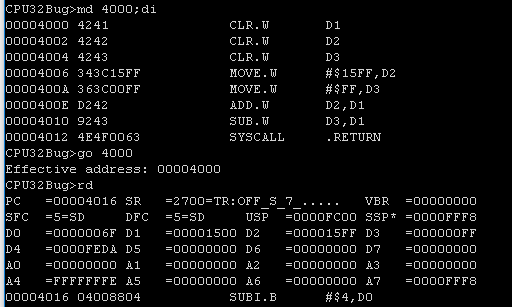 CPU32Bug>md 4000;di
00004000 4241 CLR.W D1
00004002 4242 CLR.W D2
00004004 4243 CLR.W D3
00004006 343C15FF MOVE.W #$15FF,D2
0000400A 363C00FF MOVE.W #$FF,D3
0000400E D242 ADD.W D2,D1
00004010 9243 SUB.W D3,D1
00004012 4E4F0063 SYSCALL .RETURN
CPU32Bug>go 4000
Effective address: 00004000
CPU32Bug>rd
PC =00004016 SR =2700=TR:OFF_S_7_..... VBR =00000000
SFC =5=SD DFC =5=SD USP =0000FC00 SSP* =0000FFF8
D0 =0000006F D1 =00001500 D2 =000015FF D3 =000000FF
D4 =0000FEDA D5 =00000000 D6 =00000000 D7 =00000000
A0 =00000000 A1 =00000000 A2 =00000000 A3 =00000000
A4 =FFFFFFFE A5 =00000000 A6 =00000000 A7 =0000FFF8
00004016 04008804 SUBI.B #$4,D0